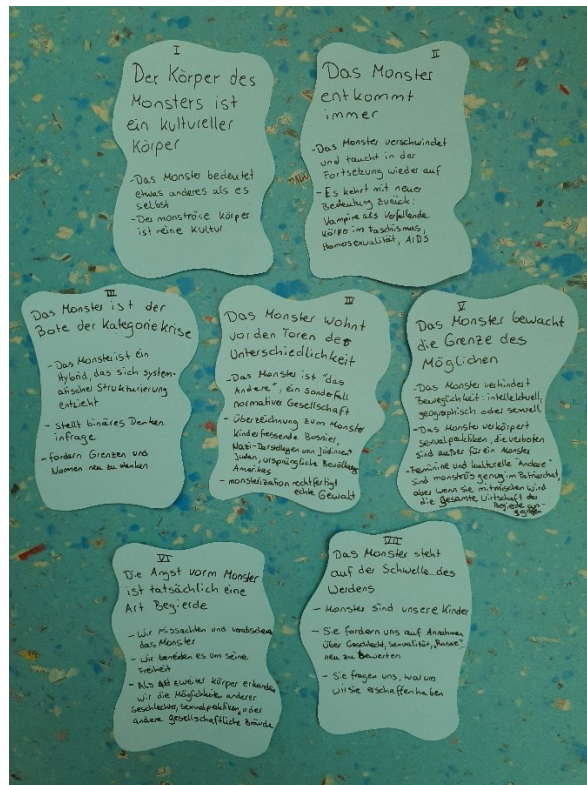 I
Der Körper des
Monsters ist
ein kultureller
Körper
-Das Monster bedeutet
etwas anderes als es
selbst
-Der monströse Körper
ist reine Kultur
II
Das Monster
entkommt
immer
-Das Monster verschwindet
und taucht in der
Fortsetzung wieder auf
-Es kehrt mit neuer
Bedeutung zurück:
Vampire als verfallende
Körper im Faschismus,
Homosexualität, AIDS
III
Das Monster ist der
Bote der Kategoriekrise
-Das Monster ist ein
Hybrid, das sich system-
atischer Strukturierung
entzieht
-stellt binäres Denken
infrage
-fordern Grenzen und
Normen neu zu denken
IV
Das Monster wohnt
vor den Toren der
Unterschiedlichkeit
-Das Monster ist "das
Andere", ein Sonderfall
normativer Gesellschaft
-Überzeichnung zum Monster
Kinderfressende Bosnier,
Nazi-Darstellugen von Jüdinnen*
Juden, ursprüngliche Bevölkerung
Amerikas
-monsterization rechtfertigt
echte Gewalt
V
Das Monster bewacht
die Grenze des
Möglichen
-Das Monster verhindert
Beweglichkeit: intellektuell,
geographisch oder sexuell
-Das Monster verkörpert
sexualpraktiken, die verboten
sind außer für ein Monster
-Feminine und kulturelle "Andere"
sind monströs genug im Patriarchat,
aber wenn sie mitmischen wird
die gesamte Wirtschaft der
Begierde an-
gegriffen
VI
Die Angst vorm Monster
ist tatsächlich eine
Art Begierde
-Wir missachten und
das Monster
-Wir beneiden es um seine
Freiheit
-Als zweiter Körper erkunden
wir die Möglichkeiten anderer
Geschlechter, sexualpraktiken, oder
andere gesellschaftliche Bräuche
VII
Das Monster steht
auf der Schwelle...des
Werdens
- Monster sind unsere Kinder
- Sie fordern uns auf Annahmen
über Geschlecht, sexualität, "Rasse"
neu zu Bewerten
- Sie fragen uns, warum
wir sie erschaffen haben